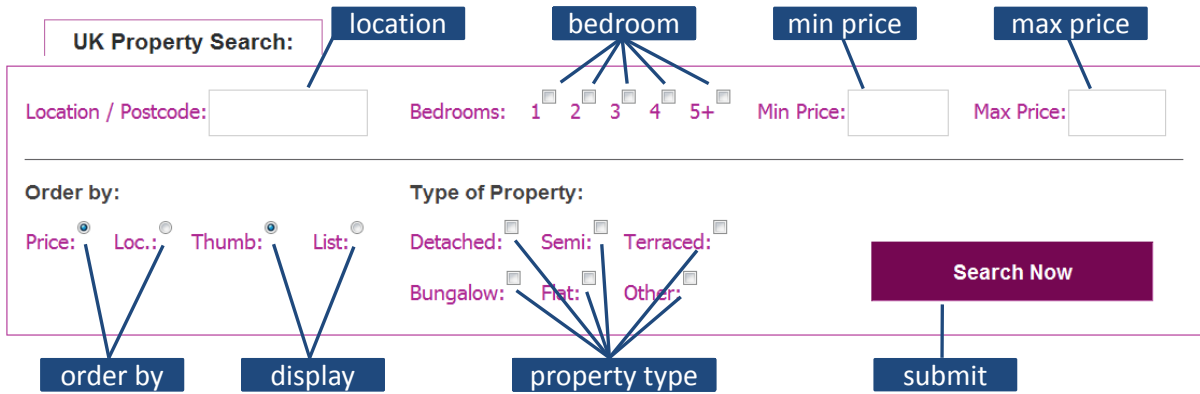 location bedroom min price max price
UK Property Search:
Location / Postcode: Bedrooms: 1 2 3 4 5+ Min Price: Max Price:
Order by: Type of Property:
Price: Loc.: Thumb: List: Detached: Semi: Terraced:
Search Now
Bungalow: Flat: Other:
order by display property type submit